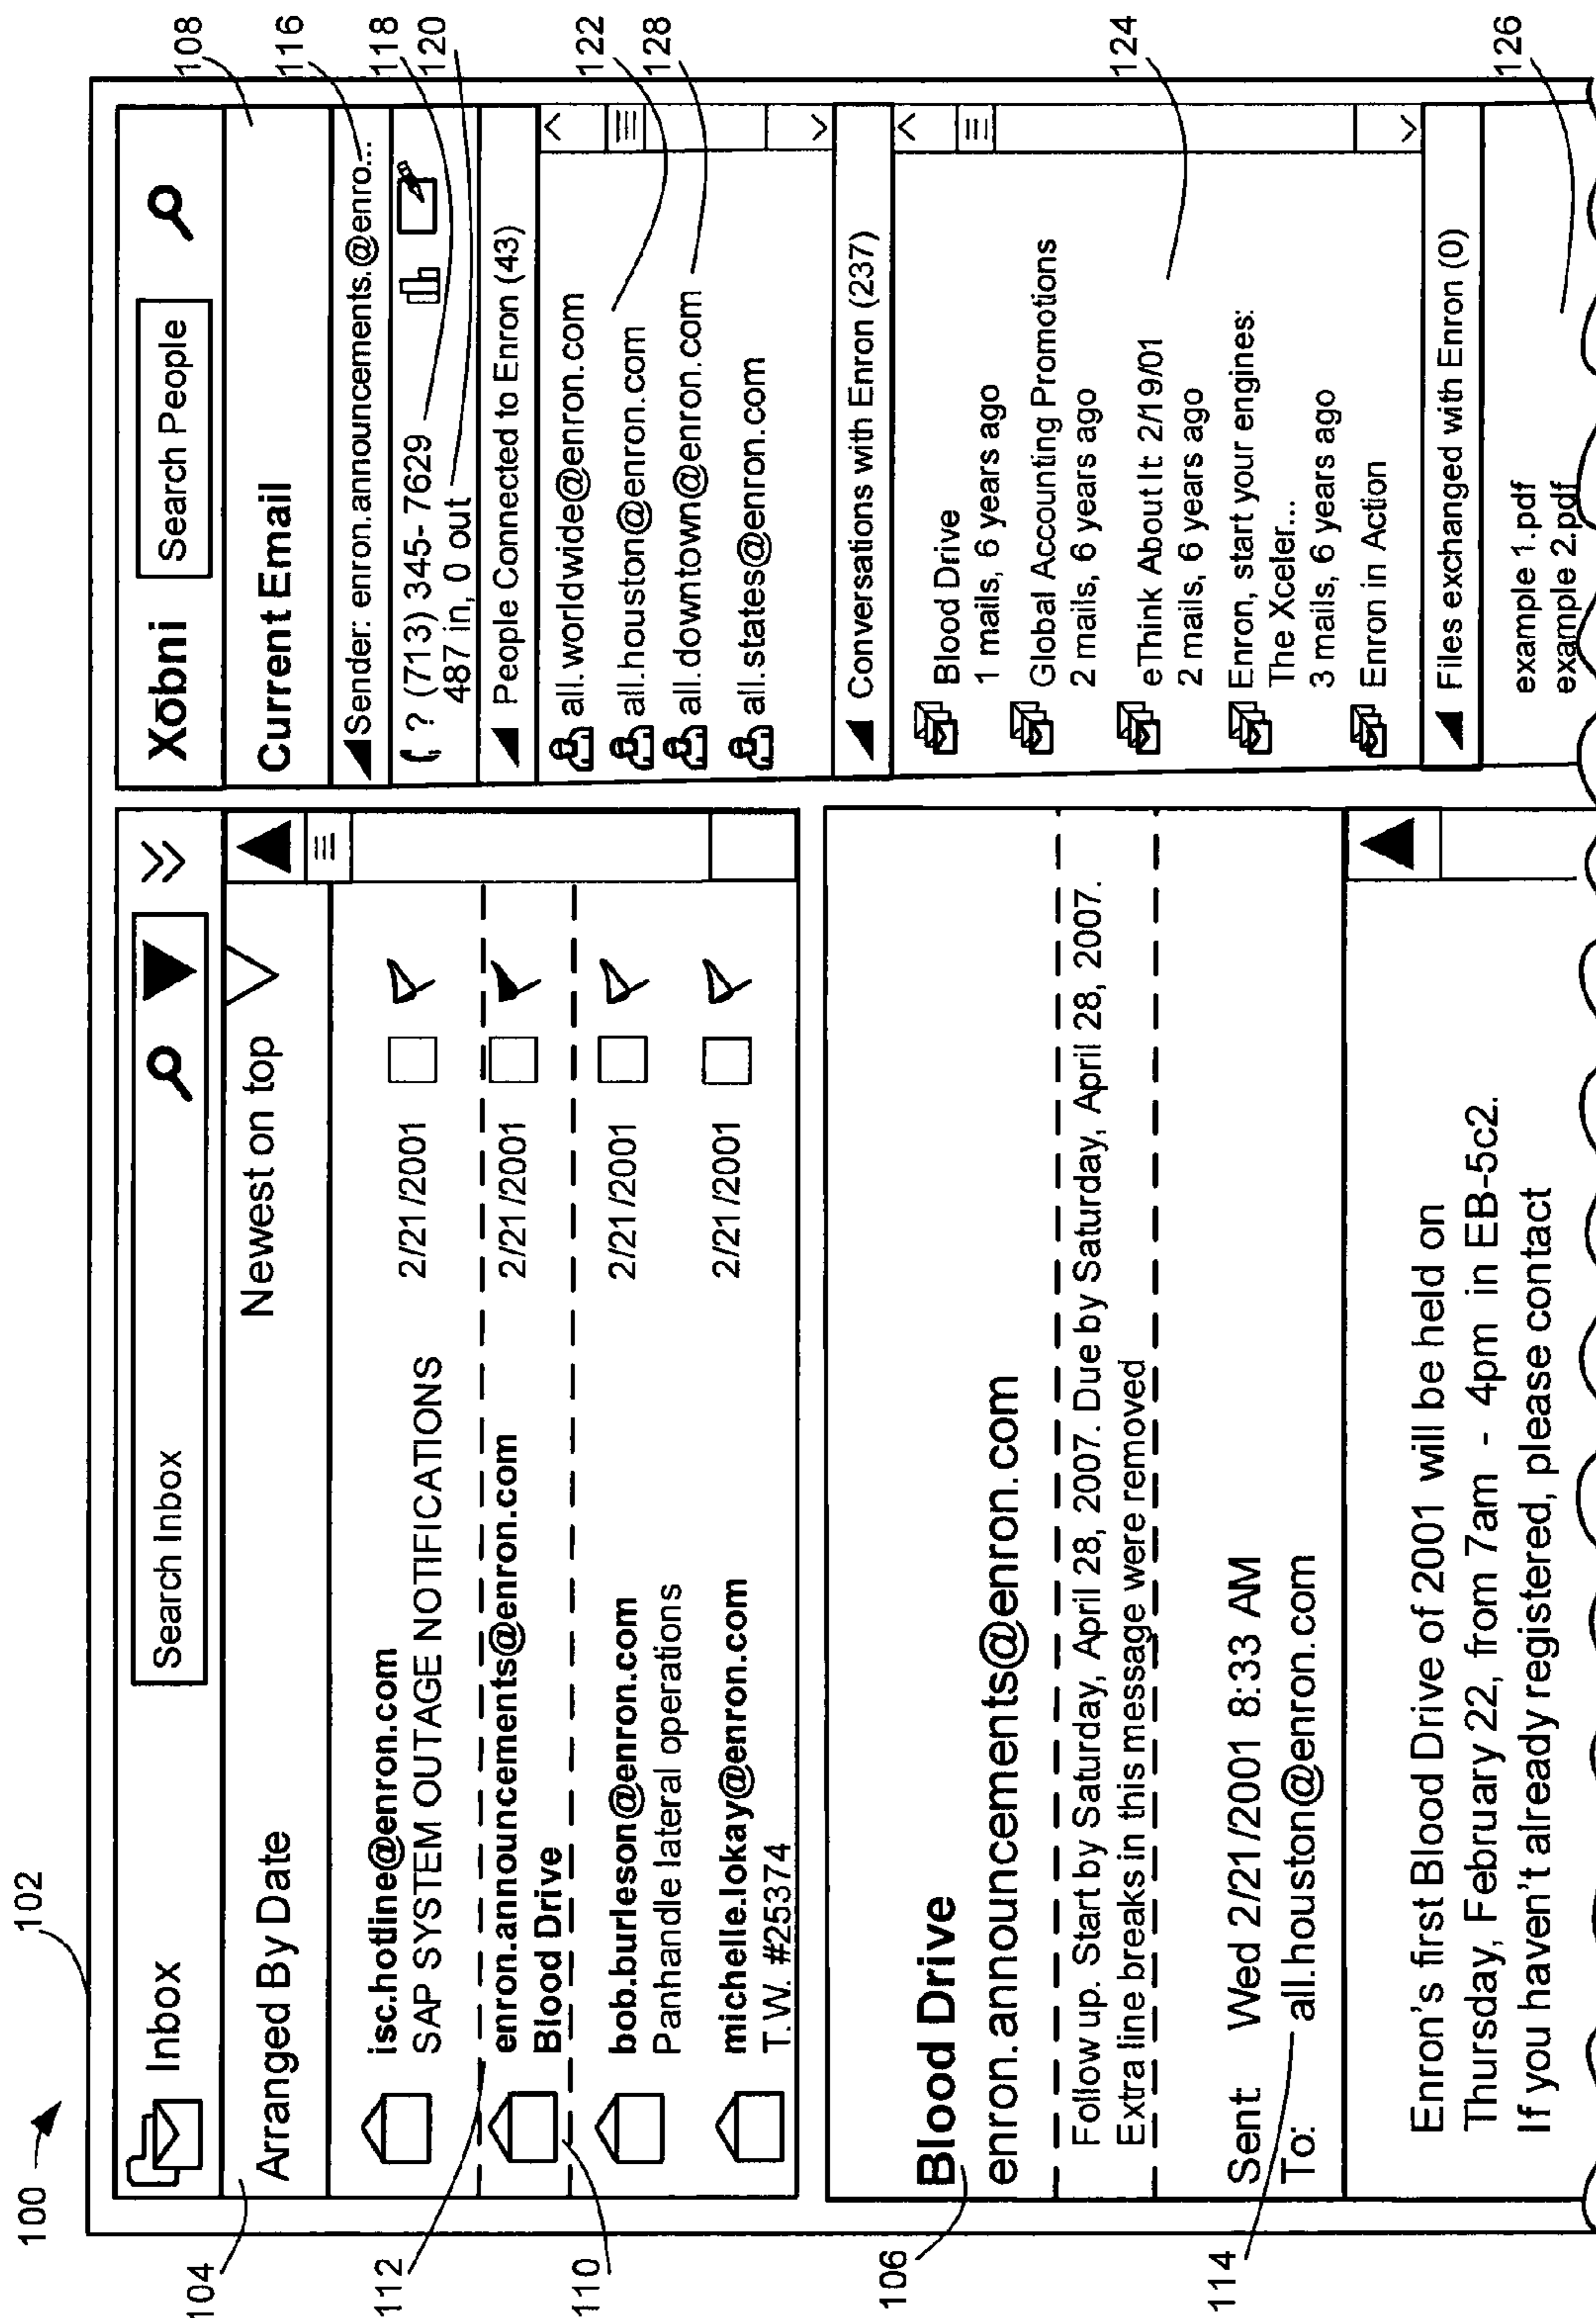 100
102
Inbox
Search Inbox
Arranged By Date
Newest on top
isc.hotline@enron.com
SAP SYSTEM OUTAGE NOTIFICATIONS
2/21/2001
enron.announcements@enron.com
Blood Drive
2/21/2001
bob.burleson@enron.com
Panhandle lateral operations
2/21/2001
michelle.lokay@enron.com
T.W. #25374
2/21/2001
104
112
110
Blood Drive
enron.announcements@enron.com
Follow up. Start by Saturday, April 28, 2007. Due by Saturday, April 28, 2007.
Extra line breaks in this message were removed
Sent: Wed 2/21/2001 8:33 AM
To: all.houston@enron.com
Enron's first Blood Drive of 2001 will be held on
Thursday, February 22, from 7am - 4pm in EB-5c2.
If you haven't already registered, please contact
106
114
Xobni
Search People
Current Email
Sender: enron.announcements.@enro...
? (713) 345-7629
487 in, 0 out
People Connected to Enron (43)
all.worldwide@enron.com
all.houston@enron.com
all.downtown@enron.com
all.states@enron.com
Conversations with Enron (237)
Blood Drive
1 mails, 6 years ago
Global Accounting Promotions
2 mails, 6 years ago
eThink About It: 2/19/01
2 mails, 6 years ago
Enron, start your engines:
The Xceler...
3 mails, 6 years ago
Enron in Action
Files exchanged with Enron (0)
example 1.pdf
example 2.pdf
108
116
118
120
122
128
124
126